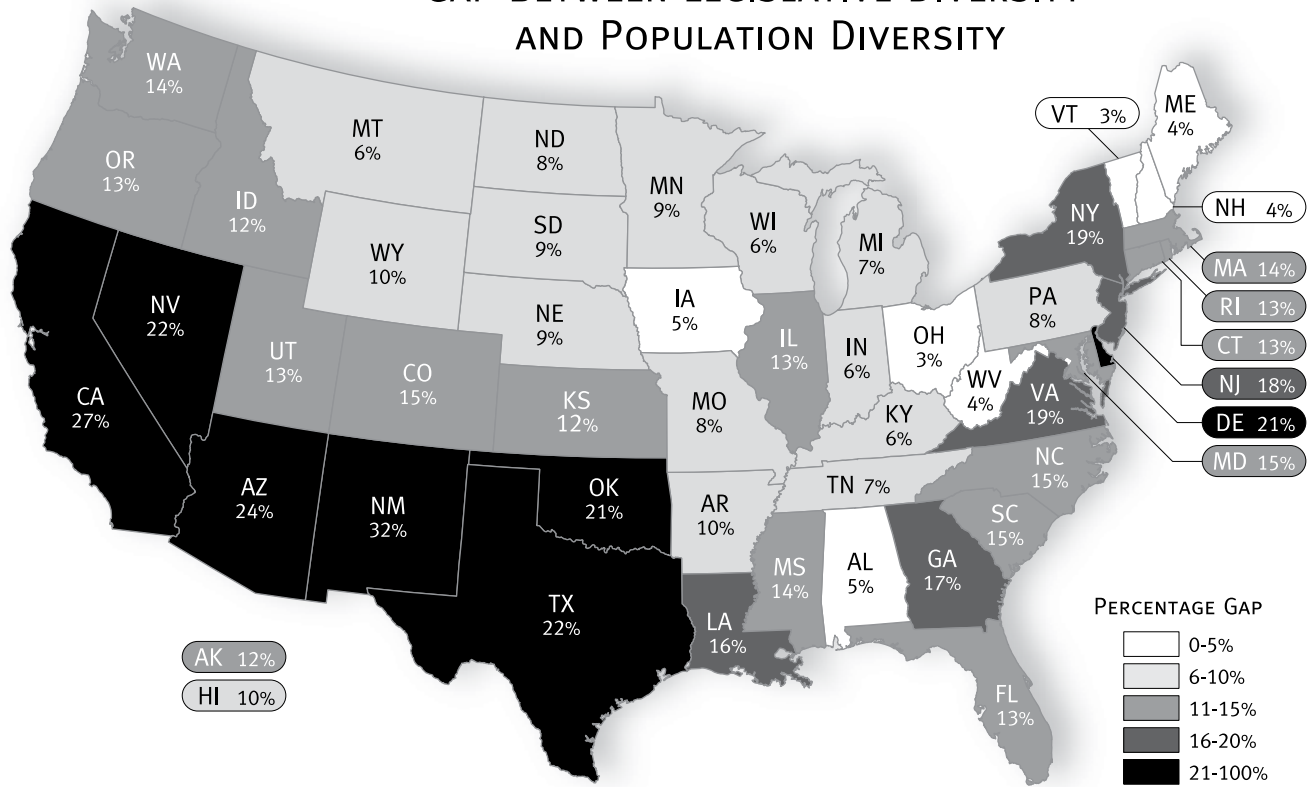 AND POPULATION DIVERSITY
WA
14%
MT
6%
ND
8%
MN
9%
VT 3%
ME
4%
OR
13%
ID
12%
SD
9%
WI
6%
MI
7%
NY
19%
NH 4%
WY
10%
MA 14%
NV
22%
NE
9%
IA
5%
PA
8%
RI 13%
UT
13%
CO
15%
IL
13%
IN
6%
OH
3%
CT 13%
CA
27%
KS
12%
MO
8%
WV
4%
VA
19%
NJ 18%
KY
6%
DE 21%
MD 15%
AZ
24%
NM
32%
OK
21%
AR
10%
TN 7%
NC
15%
SC
15%
MS
14%
AL
5%
GA
17%
TX
22%
LA
16%
FL
13%
AK 12%
HI 10%
PERCENTAGE GAP
0-5%
6-10%
11-15%
16-20%
21-100%